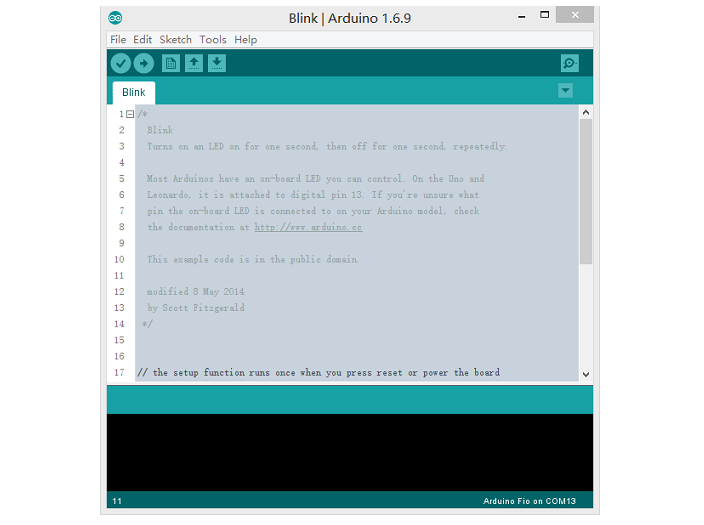 Blink | Arduino 1.6.9
File Edit Sketch Tools Help
Blink
1 /*
2 Blink
3 Turns on an LED on for one second, then off for one second, repeatedly.
4
5 Most Arduinos have an on-board LED you can control. On the Uno and
6 Leonardo, it is attached to digital pin 13. If you're unsure what
7 pin the on-board LED is connected to on your Arduino model, check
8 the documentation at http://www.arduino.cc
9
10 This example code is in the public domain.
11
12 modified 8 May 2014
13 by Scott Fitzgerald
14 */
15
16
17 // the setup function runs once when you press reset or power the board
11 Arduino Fio on COM13